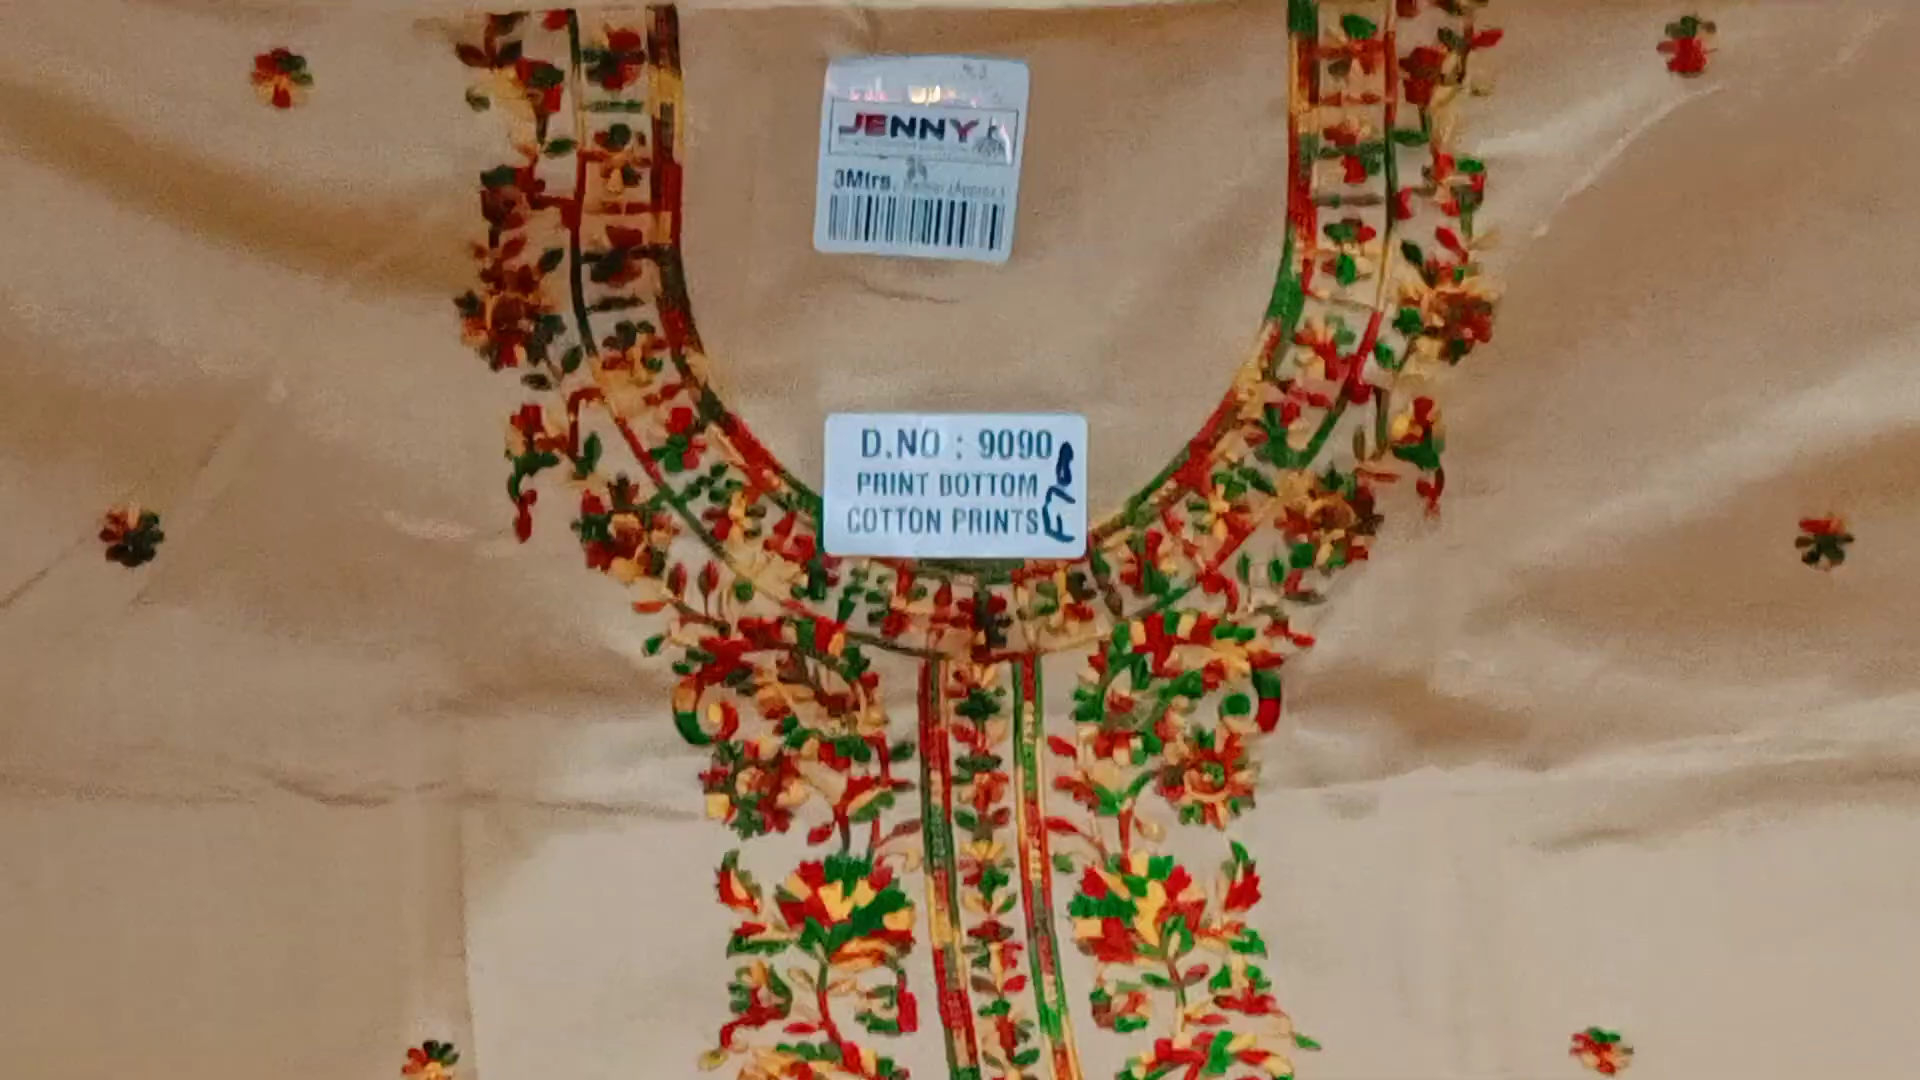 JENNY
3Mtrs.
D.NO : 9090
PRINT BOTTOM
COTTON PRINTS